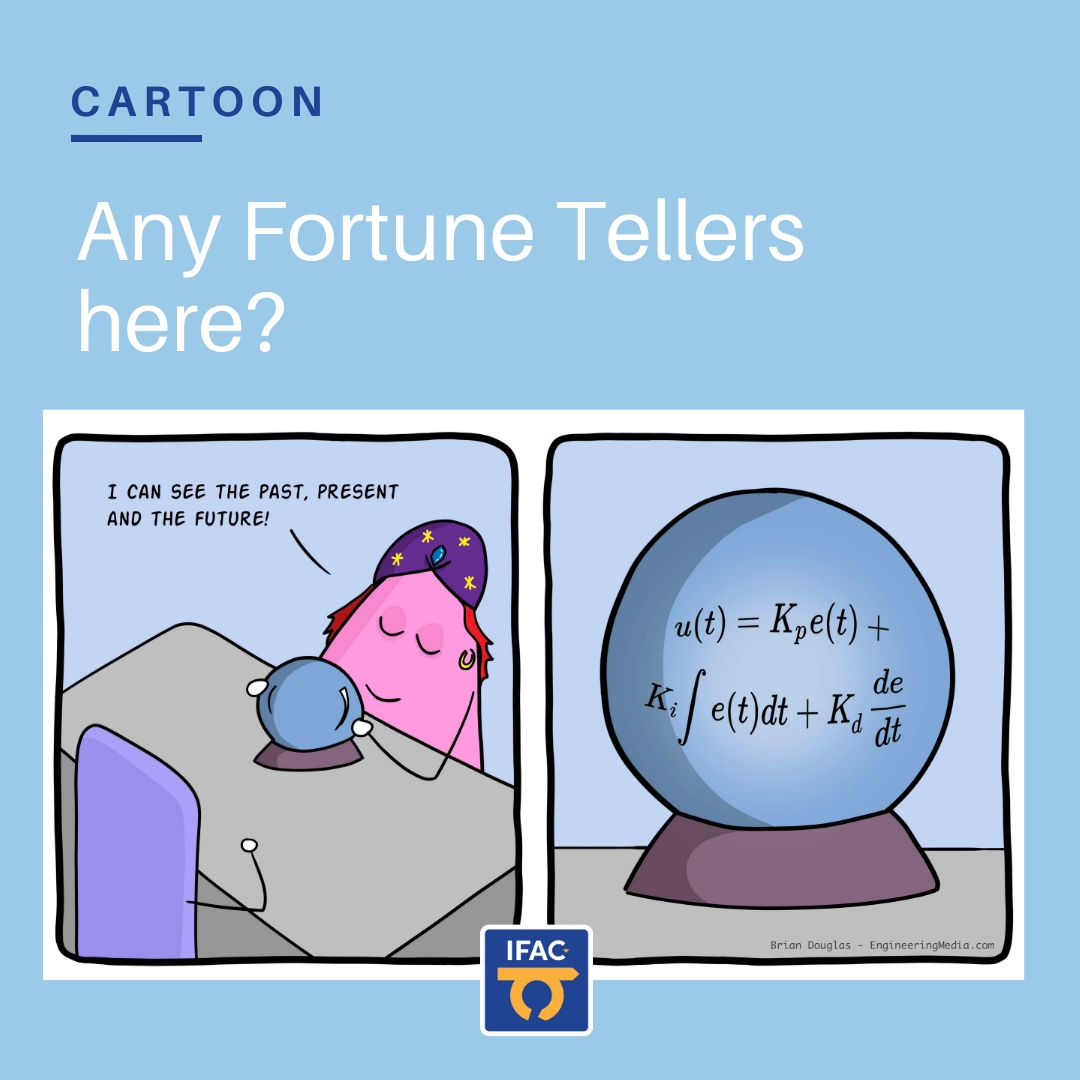 CARTOON
Any Fortune Tellers
here?
I CAN SEE THE PAST, PRESENT
AND THE FUTURE!
u(t) = K_p e(t) +
K_i ∫ e(t)dt + K_d de/dt
Brian Douglas - EngineeringMedia.com
IFAC